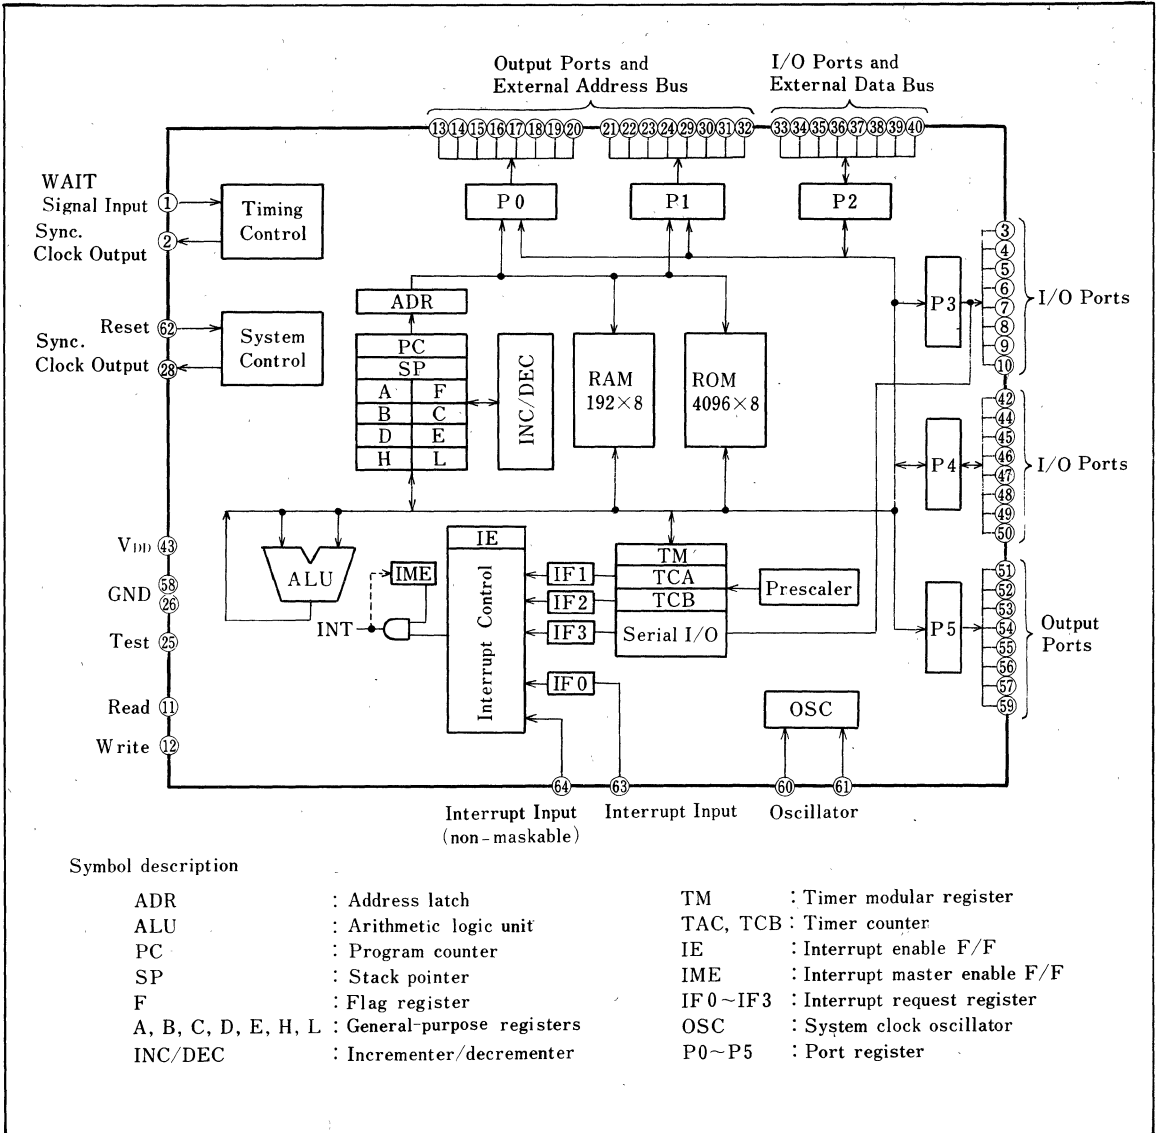 Output Ports and
External Address Bus
I/O Ports and
External Data Bus
13 14 15 16 17 18 19 20
21 22 23 24 29 30 31 32
33 34 35 36 37 38 39 40
WAIT
Signal Input 1
Sync.
Clock Output 2
Timing
Control
P0
P1
P2
Reset 62
Sync.
Clock Output 28
System
Control
ADR
PC
SP
A F
B C
D E
H L
INC/DEC
RAM
192×8
ROM
4096×8
P3
3
4
5
6
7
8
9
10
I/O Ports
P4
42
44
45
46
47
48
49
50
I/O Ports
VDD 43
GND 58
26
Test 25
Read 11
Write 12
ALU
IME
INT
IE
Interrupt Control
IF1
IF2
IF3
IF0
TM
TCA
TCB
Serial I/O
Prescaler
P5
51
52
53
54
55
56
57
59
Output
Ports
OSC
64
63
60
61
Interrupt Input
(non-maskable)
Interrupt Input
Oscillator
Symbol description
ADR : Address latch
ALU : Arithmetic logic unit
PC : Program counter
SP : Stack pointer
F : Flag register
A, B, C, D, E, H, L : General-purpose registers
INC/DEC : Incrementer/decrementer
TM : Timer modular register
TAC, TCB : Timer counter
IE : Interrupt enable F/F
IME : Interrupt master enable F/F
IF0~IF3 : Interrupt request register
OSC : System clock oscillator
P0~P5 : Port register